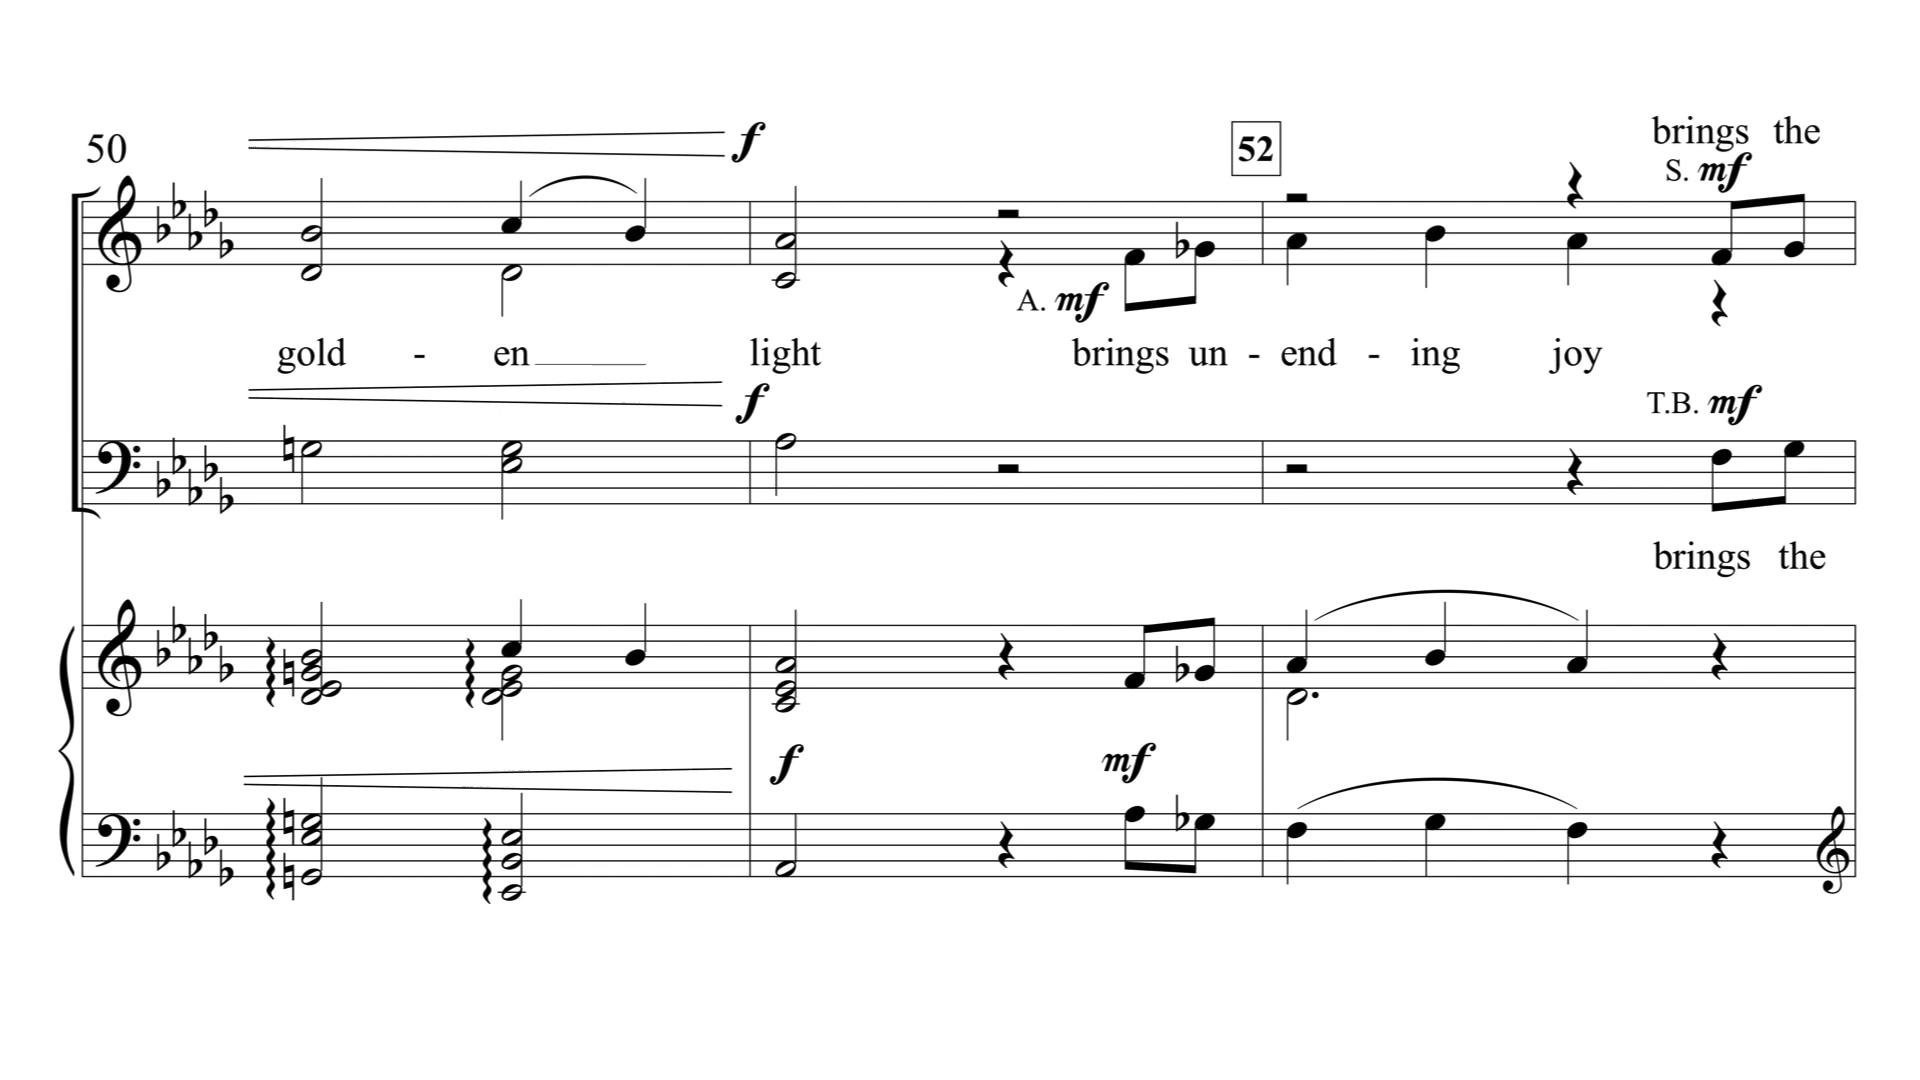 50 f 52 brings the
S. mf
A. mf
gold - en light brings un - end - ing joy
f T.B. mf
brings the
f mf